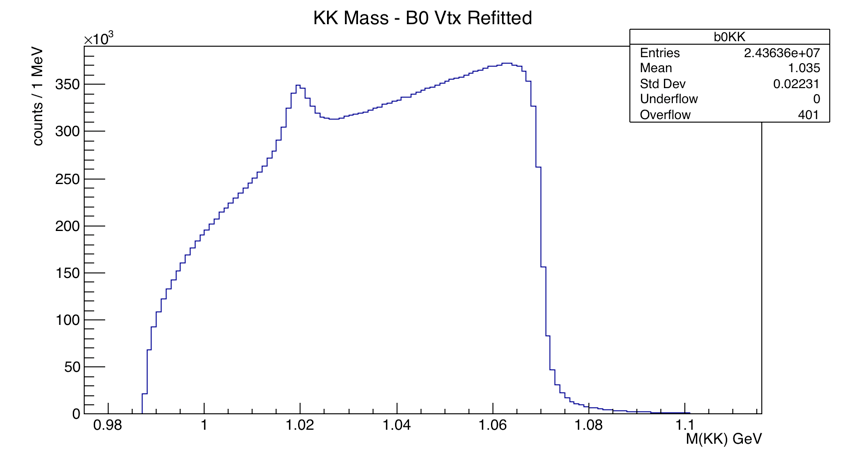 KK Mass - B0 Vtx Refitted
×10³
counts / 1 MeV
350
300
250
200
150
100
50
0
0.98 1 1.02 1.04 1.06 1.08 1.1
M(KK) GeV
b0KK
Entries 2.43636e+07
Mean 1.035
Std Dev 0.02231
Underflow 0
Overflow 401